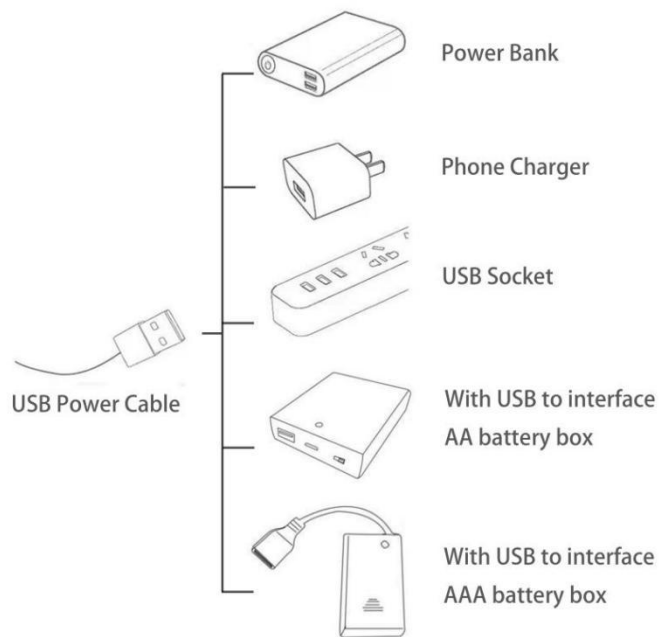 Power Bank
Phone Charger
USB Socket
USB Power Cable
With USB to interface
AA battery box
With USB to interface
AAA battery box